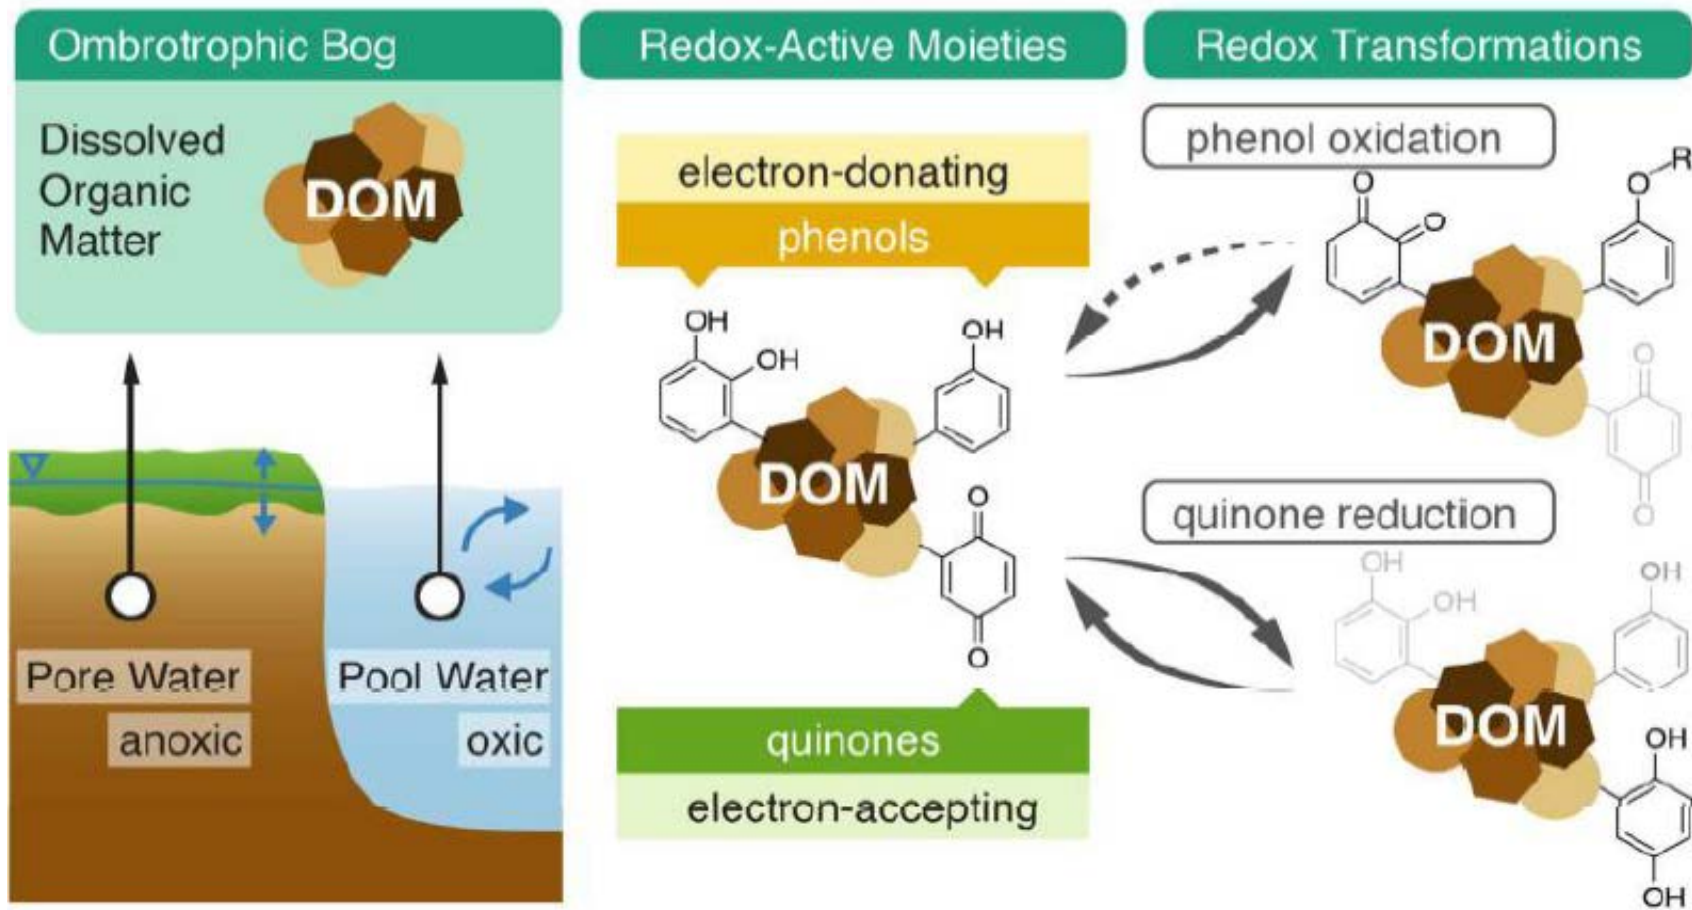 Ombrotrophic Bog
Dissolved
Organic
Matter
DOM
Pore Water
anoxic
Pool Water
oxic
Redox-Active Moieties
electron-donating
phenols
OH
OH
OH
DOM
O
O
quinones
electron-accepting
Redox Transformations
phenol oxidation
O
O
O
R
DOM
O
O
quinone reduction
OH
OH
OH
DOM
OH
OH